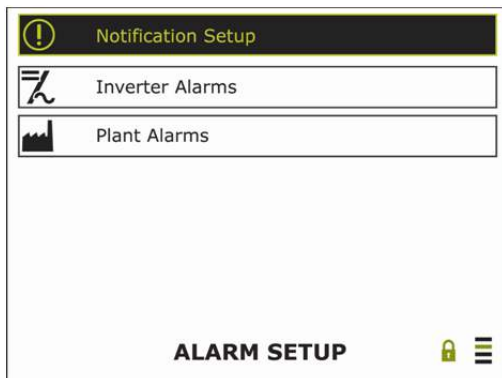 Notification Setup
Inverter Alarms
Plant Alarms
ALARM SETUP